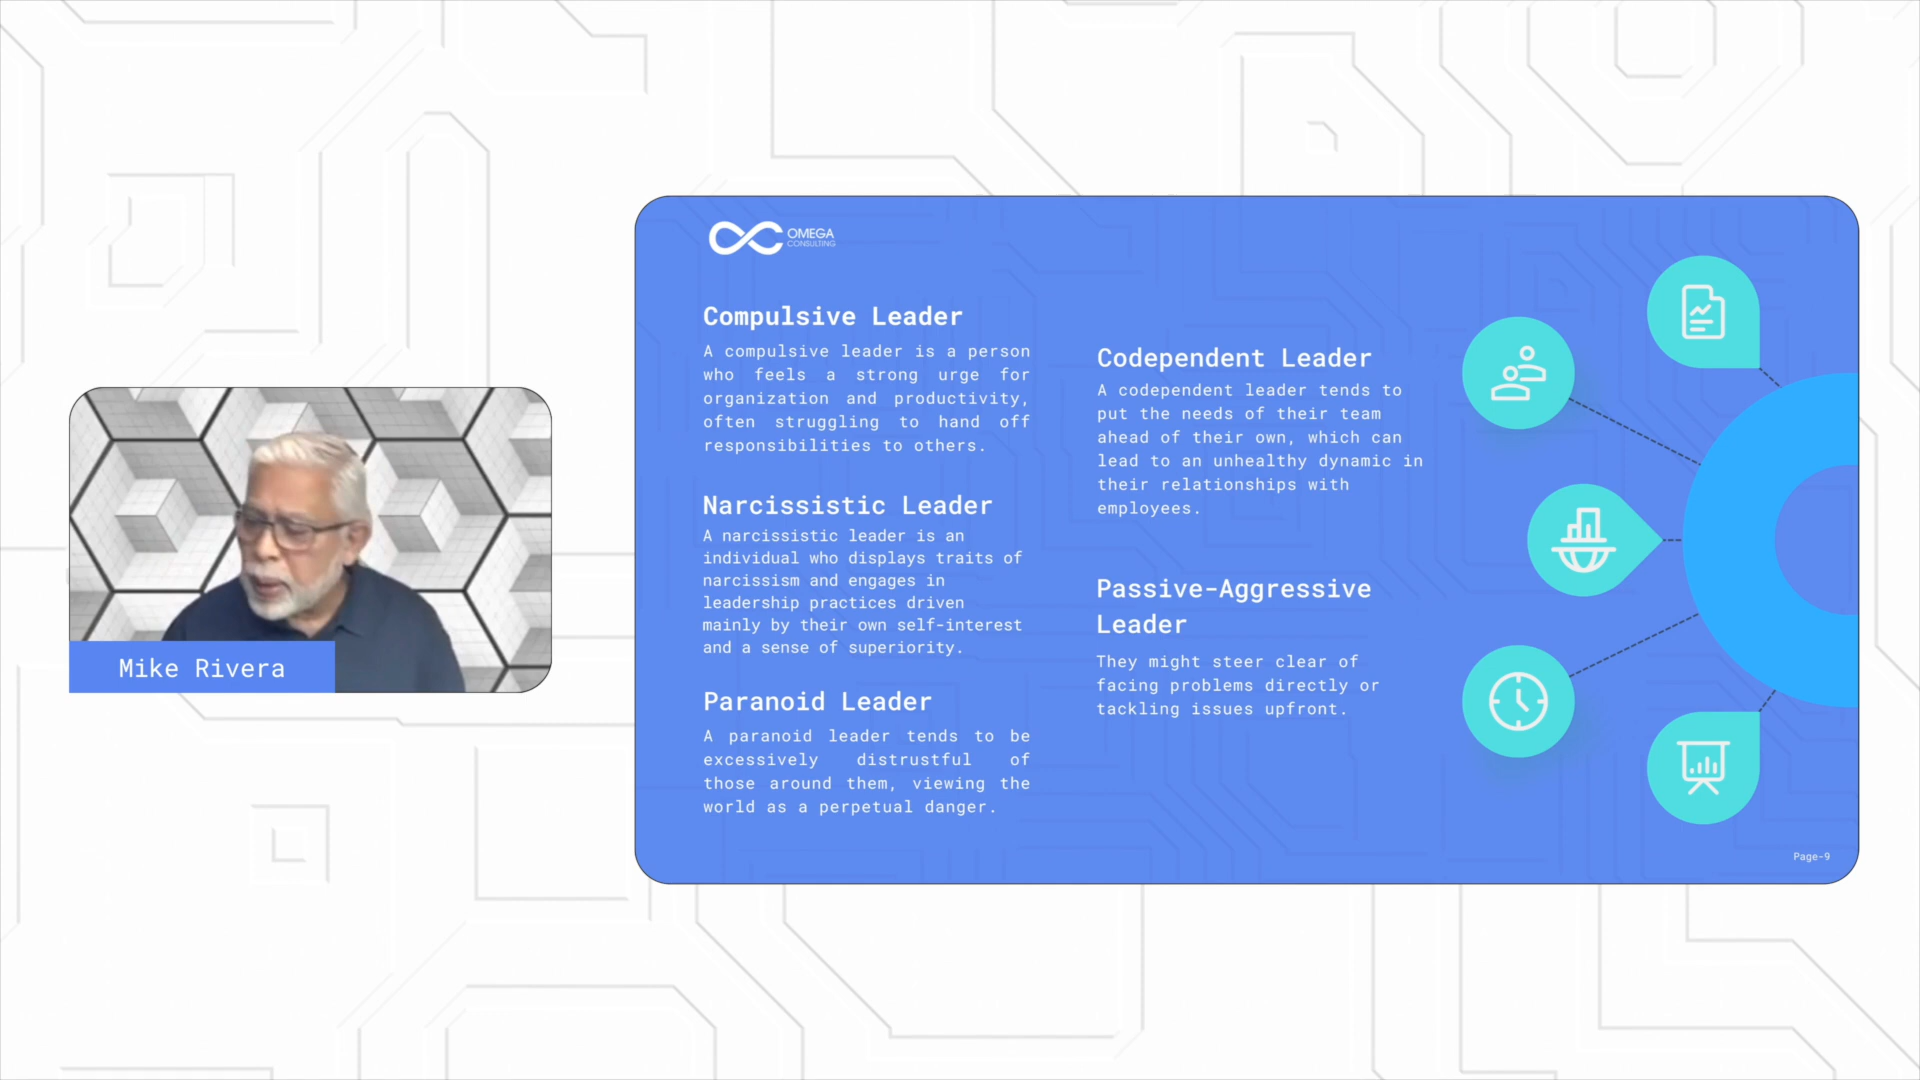 OMEGA
CONSULTING
Compulsive Leader
A compulsive leader is a person
who feels a strong urge for
organization and productivity,
often struggling to hand off
responsibilities to others.
Narcissistic Leader
A narcissistic leader is an
individual who displays traits of
narcissism and engages in
leadership practices driven
mainly by their own self-interest
and a sense of superiority.
Paranoid Leader
A paranoid leader tends to be
excessively distrustful of
those around them, viewing the
world as a perpetual danger.
Codependent Leader
A codependent leader tends to
put the needs of their team
ahead of their own, which can
lead to an unhealthy dynamic in
their relationships with
employees.
Passive-Aggressive
Leader
They might steer clear of
facing problems directly or
tackling issues upfront.
Mike Rivera
Page-9